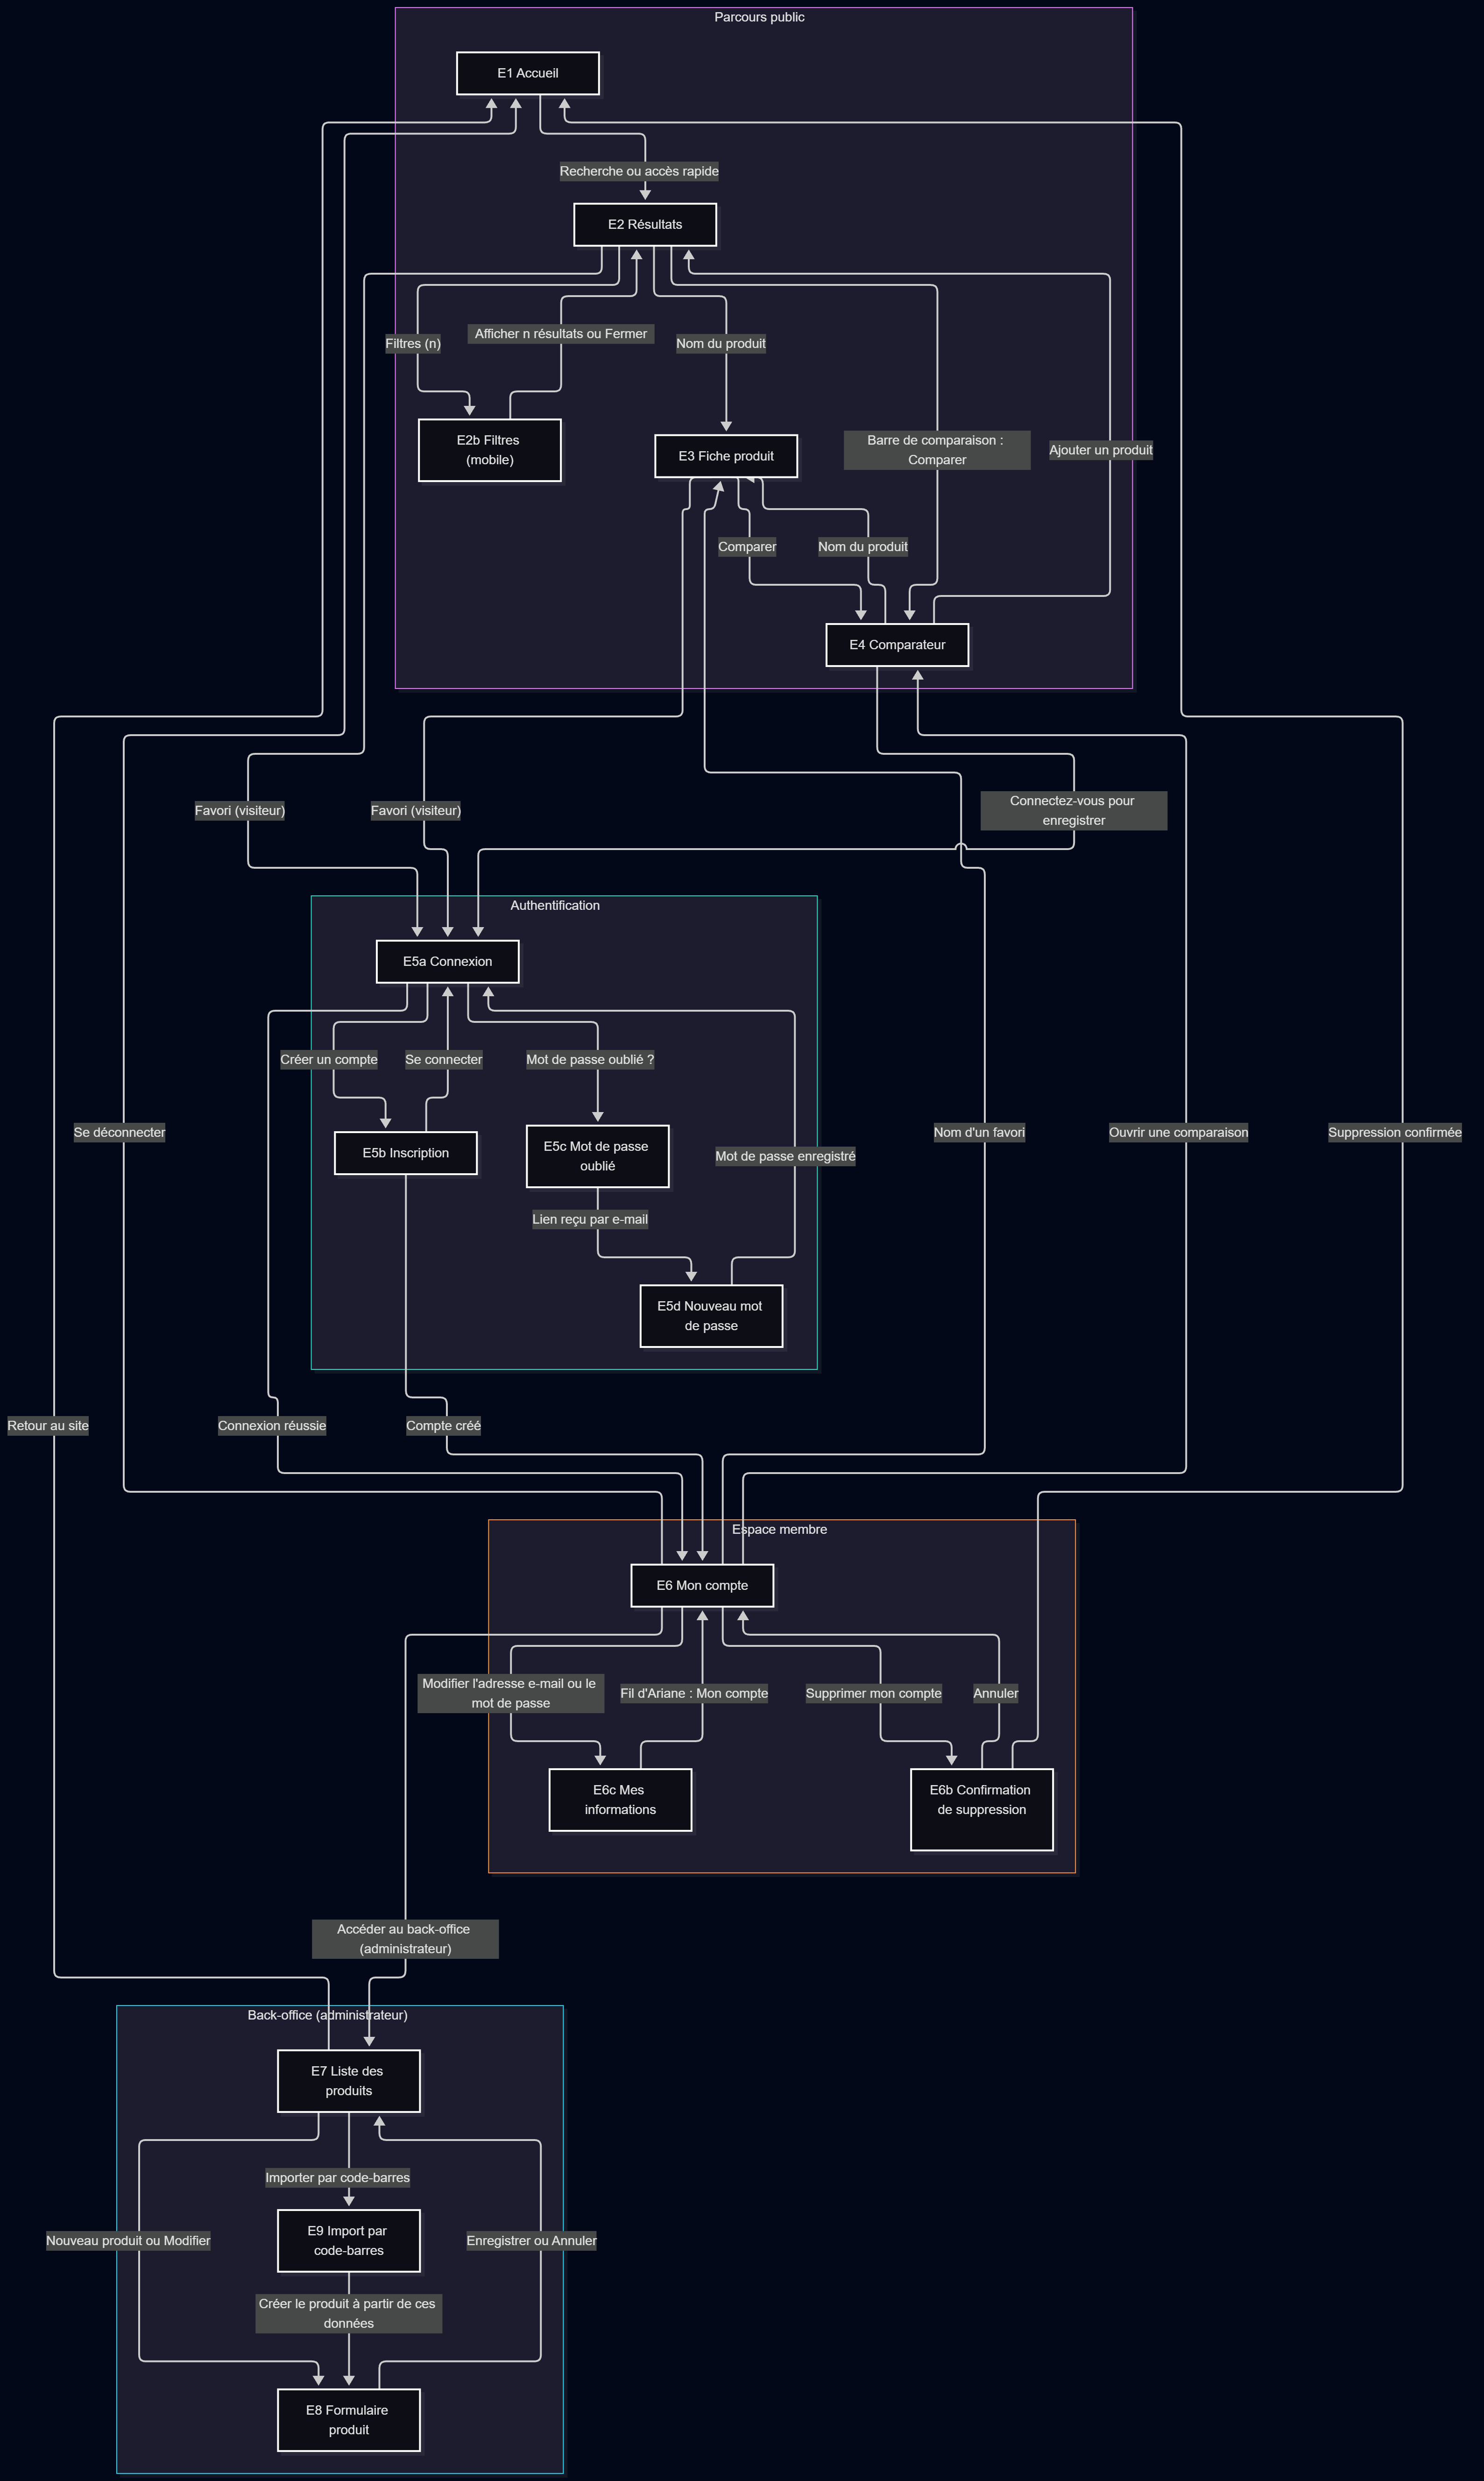 Parcours public
E1 Accueil
Recherche ou accès rapide
E2 Résultats
Afficher n résultats ou Fermer
Filtres (n)
Nom du produit
E2b Filtres
(mobile)
E3 Fiche produit
Barre de comparaison :
Comparer
Ajouter un produit
Comparer
Nom du produit
E4 Comparateur
Favori (visiteur)
Favori (visiteur)
Connectez-vous pour
enregistrer
Authentification
E5a Connexion
Créer un compte
Se connecter
Mot de passe oublié ?
Se déconnecter
E5b Inscription
E5c Mot de passe
oublié
Mot de passe enregistré
Nom d'un favori
Ouvrir une comparaison
Suppression confirmée
Lien reçu par e-mail
E5d Nouveau mot
de passe
Retour au site
Connexion réussie
Compte créé
Espace membre
E6 Mon compte
Modifier l'adresse e-mail ou le
mot de passe
Fil d'Ariane : Mon compte
Supprimer mon compte
Annuler
E6c Mes
informations
E6b Confirmation
de suppression
Accéder au back-office
(administrateur)
Back-office (administrateur)
E7 Liste des
produits
Importer par code-barres
Nouveau produit ou Modifier
E9 Import par
code-barres
Enregistrer ou Annuler
Créer le produit à partir de ces
données
E8 Formulaire
produit